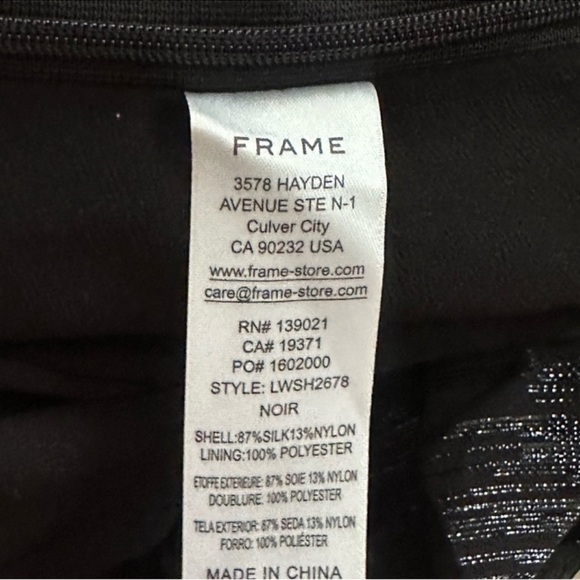 FRAME
3578 HAYDEN
AVENUE STE N-1
Culver City
CA 90232 USA
www.frame-store.com
care@frame-store.com
RN# 139021
CA# 19371
PO# 1602000
STYLE: LWSH2678
NOIR
SHELL:87%SILK13%NYLON
LINING:100% POLYESTER
ETOFFE EXTERIEURE: 87% SOIE 13% NYLON
DOUBLURE: 100% POLYESTER
TELA EXTERIOR: 87% SEDA 13% NYLON
FORRO: 100% POLIÉSTER
MADE IN CHINA